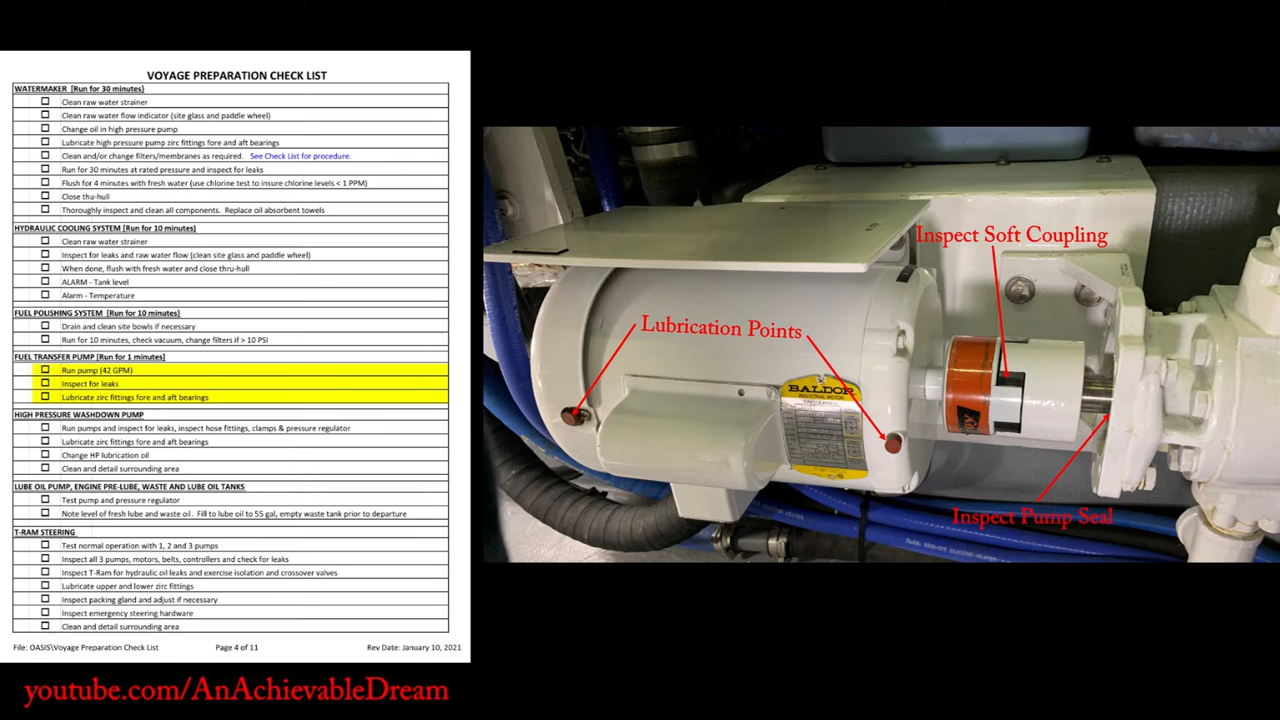 VOYAGE PREPARATION CHECK LIST
WATERMAKER [Run for 30 minutes}
Clean raw water strainer
Clean raw water flow indicator (site glass and paddle wheel)
Change oil in high pressure pump
Lubricate high pressure pump zirc fittings fore and aft bearings
Clean and/or change filters/membranes as required. See Check List for procedure.
Run for 30 minutes at rated pressure and inspect for leaks
Flush for 4 minutes with fresh water (use chlorine test to insure chlorine levels < 1 PPM)
Close thu-hull
Thoroughly inspect and clean all components. Replace oil absorbent towels
HYDRAULIC COOLING SYSTEM [Run for 10 minutes}
Clean raw water strainer
Inspect for leaks and raw water flow (clean site glass and paddle wheel)
When done, flush with fresh water and close thru-hull
ALARM - Tank level
Alarm - Temperature
FUEL POLISHING SYSTEM [Run for 10 minutes}
Drain and clean site bowls if necessary
Run for 10 minutes, check vacuum, change filters if > 10 PSI
FUEL TRANSFER PUMP [Run for 1 minutes}
Run pump (42 GPM)
Inspect for leaks
Lubricate zirc fittings fore and aft bearings
HIGH PRESSURE WASHDOWN PUMP
Run pumps and inspect for leaks, inspect hose fittings, clamps & pressure regulator
Lubricate zirc fittings fore and aft bearings
Change HP lubrication oil
Clean and detail surrounding area
LUBE OIL PUMP, ENGINE PRE-LUBE, WASTE AND LUBE OIL TANKS
Test pump and pressure regulator
Note level of fresh lube and waste oil. Fill to lube oil to 55 gal, empty waste tank prior to departure
T-RAM STEERING
Test normal operation with 1, 2 and 3 pumps
Inspect all 3 pumps, motors, belts, controllers and check for leaks
Inspect T-Ram for hydraulic oil leaks and exercise isolation and crossover valves
Lubricate upper and lower zirc fittings
Inspect packing gland and adjust if necessary
Inspect emergency steering hardware
Clean and detail surrounding area
File: OASIS\Voyage Preparation Check List Page 4 of 11 Rev Date: January 10, 2021
youtube.com/AnAchievableDream
Inspect Soft Coupling
Lubrication Points
BALDOR
INDUSTRIAL MOTOR
Inspect Pump Seal